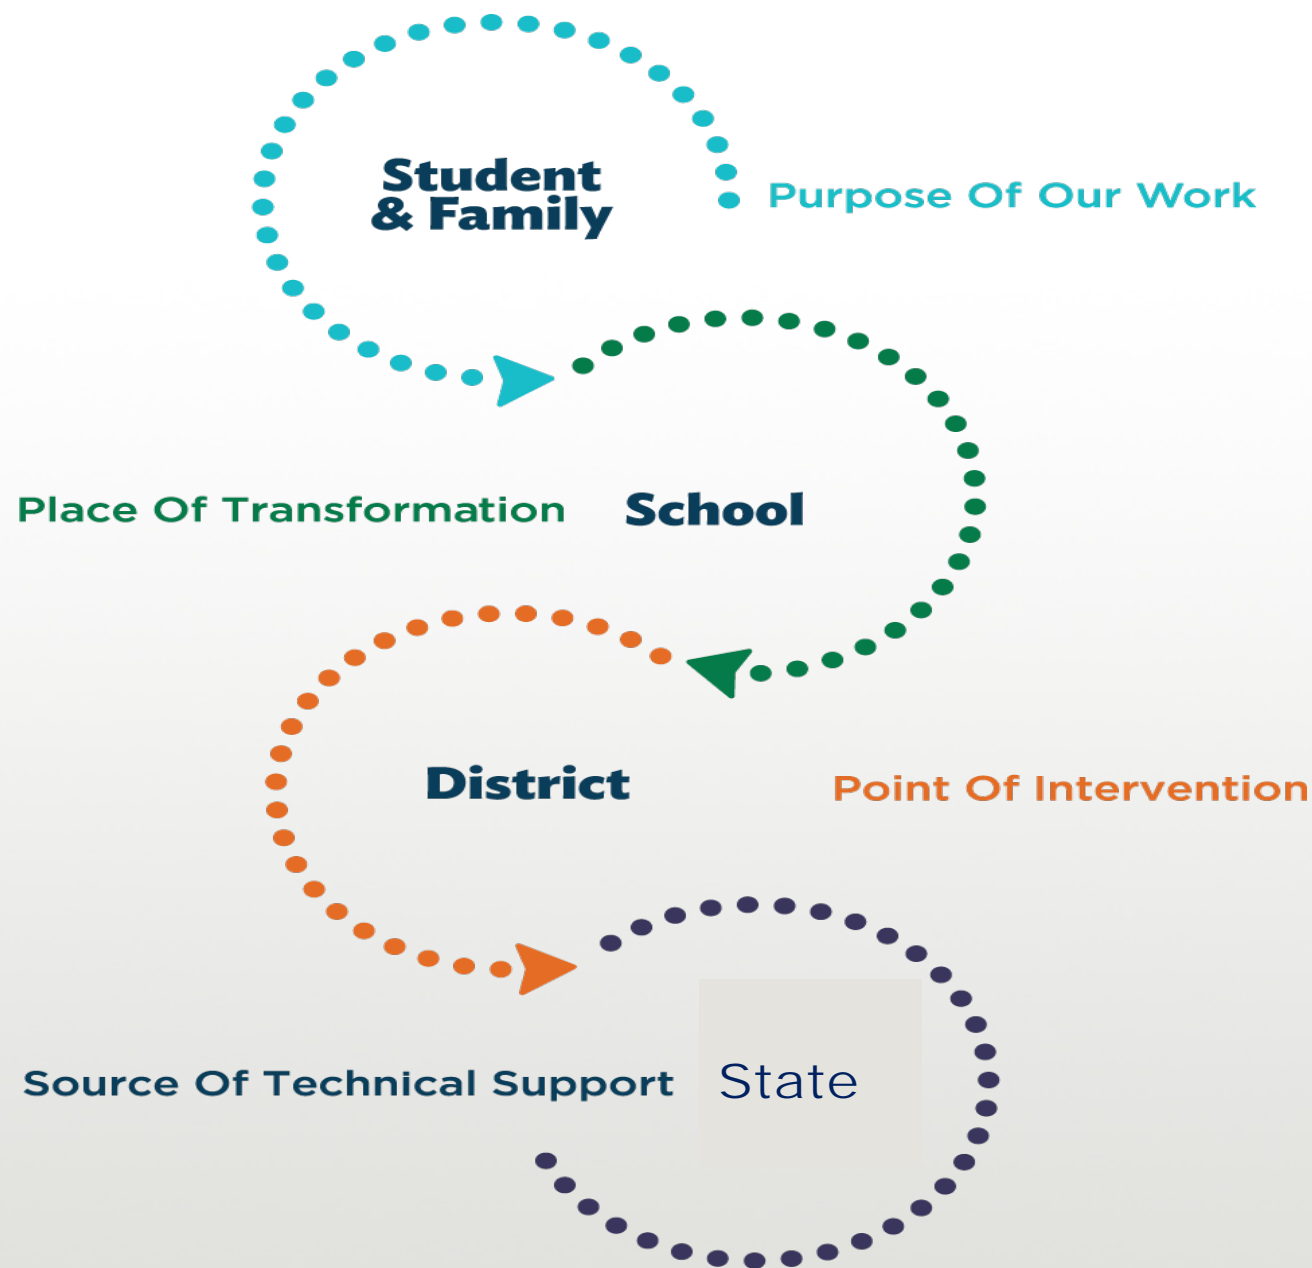 Student
& Family
Purpose Of Our Work
Place Of Transformation
School
District
Point Of Intervention
Source Of Technical Support
State